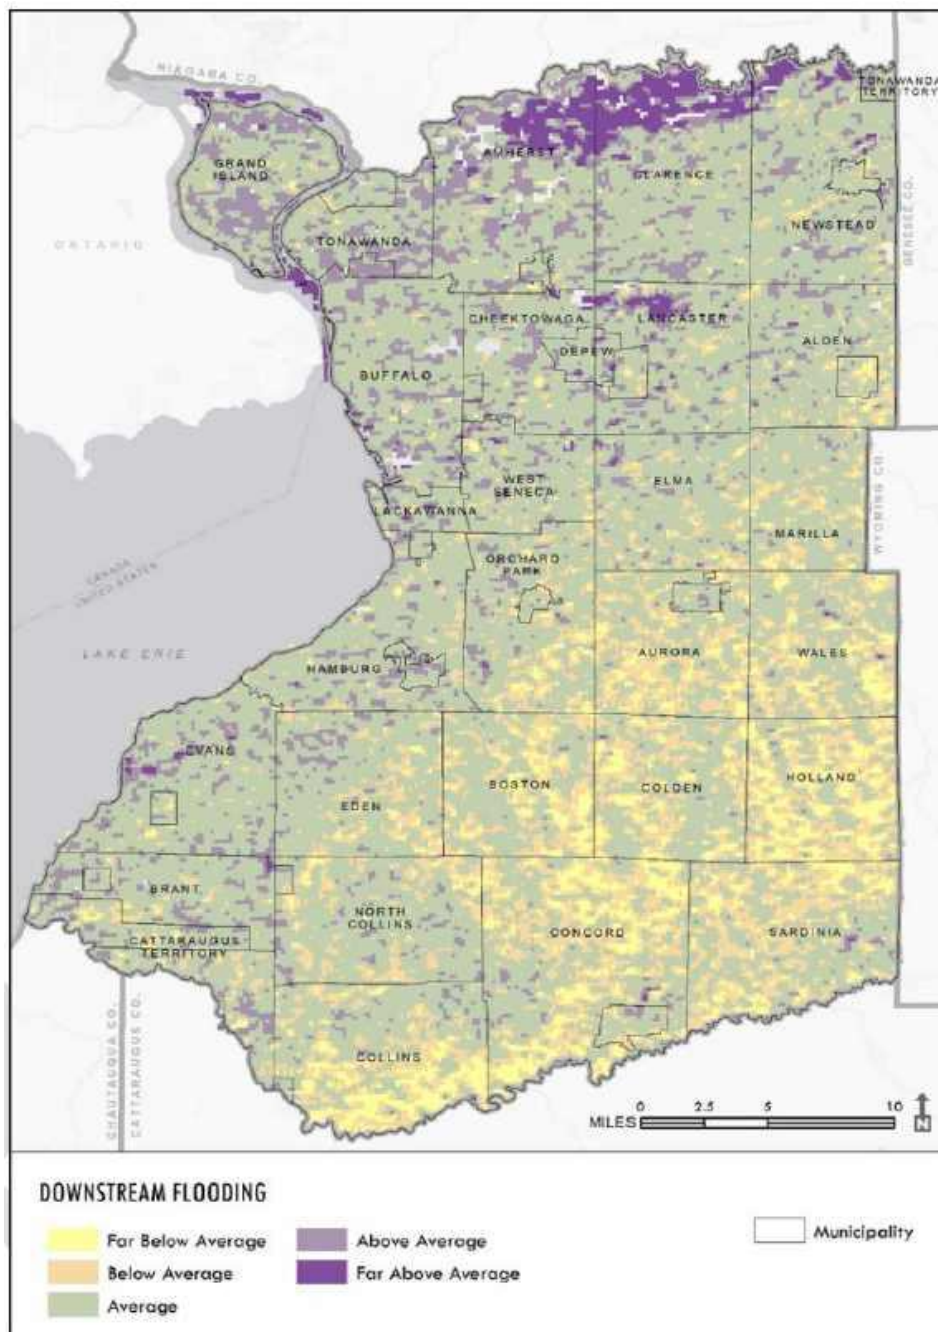 NIAGARA CO.
TONAWANDA
TERRITORY
AMHERST
GRAND
ISLAND
CLARENCE
GENESEE CO.
NEWSTEAD
ONTARIO
TONAWANDA
CHEEKTOWAGA
LANCASTER
DEPEW
ALDEN
BUFFALO
WEST
SENECA
ELMA
WYOMING CO.
LACKAWANNA
MARILLA
ORCHARD
PARK
CANADA
UNITED STATES
LAKE ERIE
HAMBURG
AURORA
WALES
EVANS
BOSTON
COLDEN
HOLLAND
EDEN
BRANT
NORTH
COLLINS
CONCORD
SARDINIA
CATTARAUGUS
TERRITORY
CHAUTAUQUA CO.
CATTARAUGUS CO.
COLLINS
MILES 0 2.5 5 10
N
DOWNSTREAM FLOODING
Far Below Average
Above Average
Municipality
Below Average
Far Above Average
Average